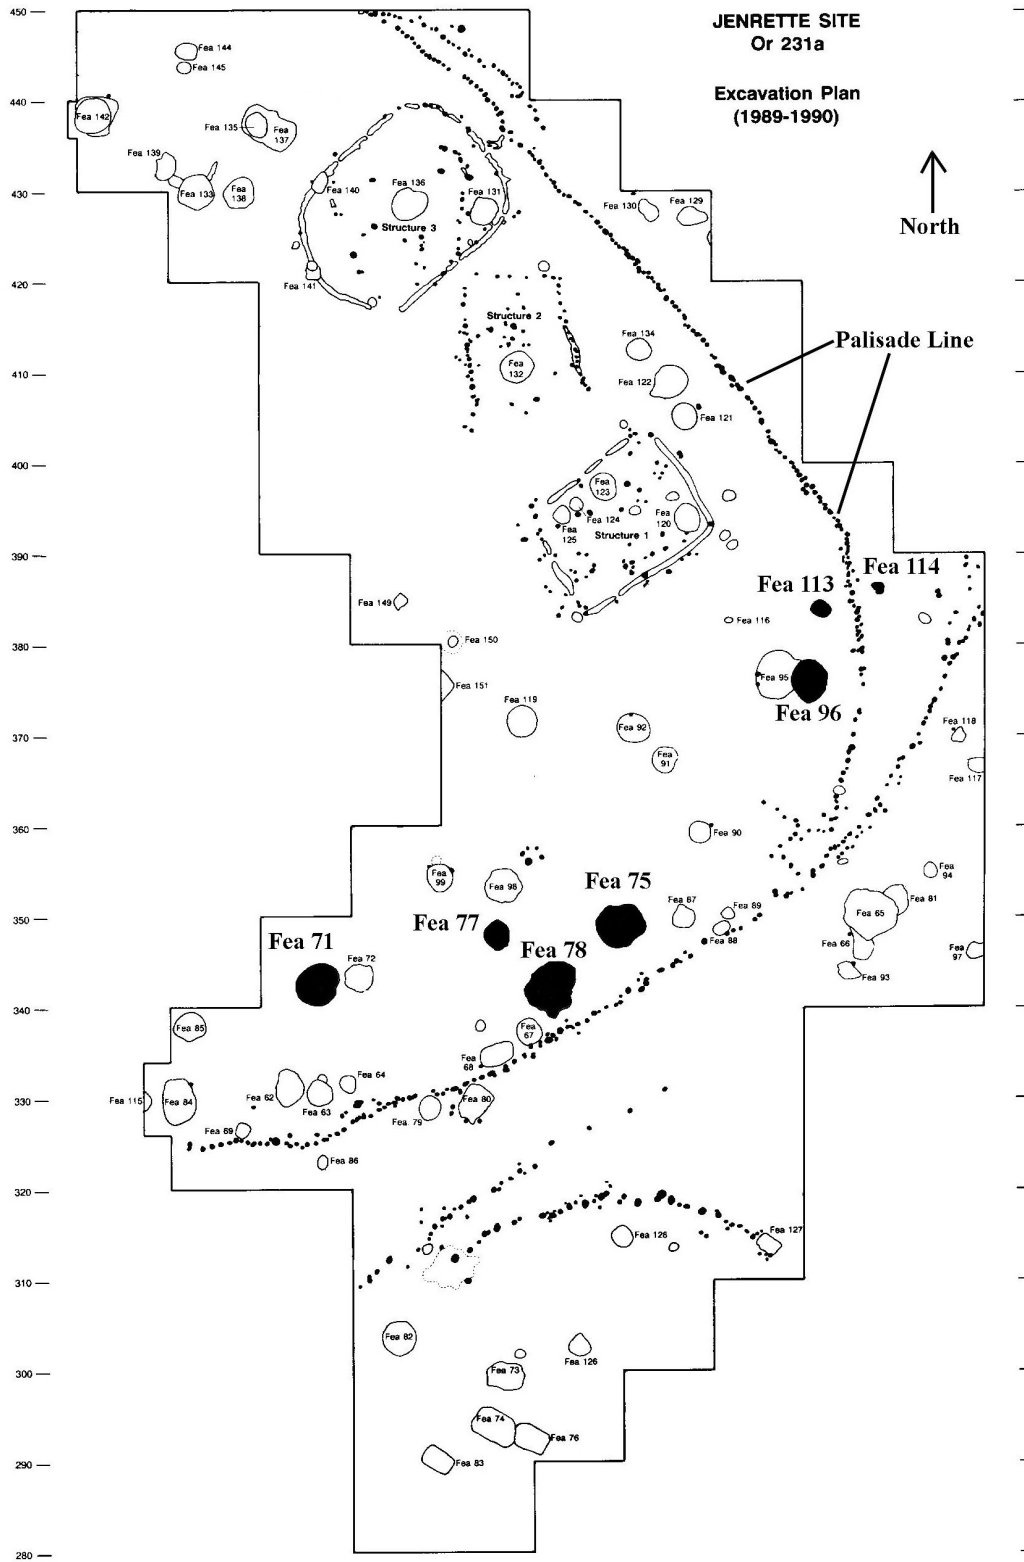 JENRETTE SITE
Or 231a
Excavation Plan
(1989-1990)
North
450
440
430
420
410
400
390
380
370
360
350
340
330
320
310
300
290
280
Fea 144
Fea 145
Fea 142
Fea 135
Fea
137
Fea 139
Fea 133
Fea
138
Fea 140
Fea 136
Fea 131
Structure 3
Fea 141
Fea 130
Fea 129
Structure 2
Fea
132
Fea 134
Fea 122
Fea 121
Palisade Line
Fea
123
Fea 124
Fea
125
Fea
120
Structure 1
Fea 113
Fea 114
Fea 149
Fea 116
Fea 150
Fea 151
Fea 95
Fea 96
Fea 119
Fea 92
Fea
91
Fea 118
Fea 117
Fea 90
Fea
99
Fea 98
Fea 75
Fea 87
Fea 89
Fea 88
Fea
94
Fea 81
Fea 65
Fea 66
Fea 93
Fea
97
Fea 77
Fea 71
Fea 72
Fea 78
Fea 85
Fea
67
Fea
68
Fea 64
Fea 62
Fea
63
Fea 115
Fea 84
Fea 69
Fea. 79
Fea
80
Fea 86
Fea 126
Fea 127
Fea 82
Fea 126
Fea 73
Fea 74
Fea 76
Fea 83